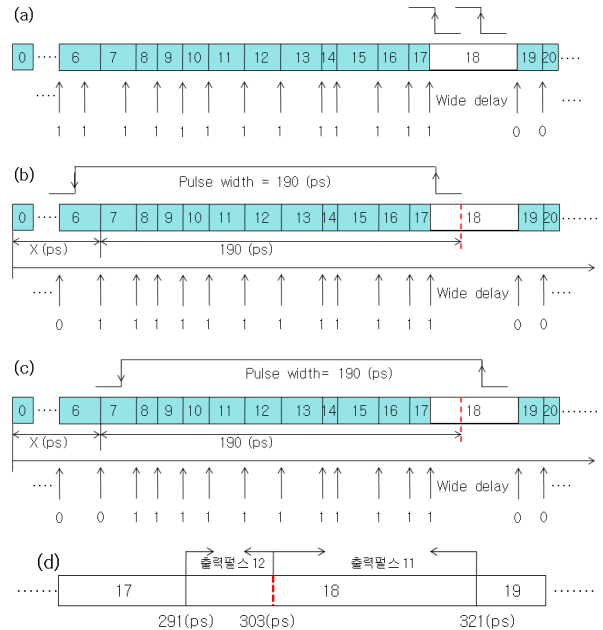 (a)
0 ···· 6 7 8 9 10 11 12 13 14 15 16 17 18 19 20 ····
···· Wide delay ····
1 1 1 1 1 1 1 1 1 1 1 1 1 0 0
(b)
Pulse width = 190 (ps)
0 ···· 6 7 8 9 10 11 12 13 14 15 16 17 18 19 20 ·······
X (ps) 190 (ps)
···· Wide delay ····
0 1 1 1 1 1 1 1 1 1 1 1 0 0
(c)
Pulse width= 190 (ps)
0 ···· 6 7 8 9 10 11 12 13 14 15 16 17 18 19 20 ·······
X (ps) 190 (ps)
···· Wide delay ····
0 0 1 1 1 1 1 1 1 1 1 1 0 0
(d)
출력펄스 12 출력펄스 11
······· 17 18 19 ·······
291(ps) 303(ps) 321(ps)